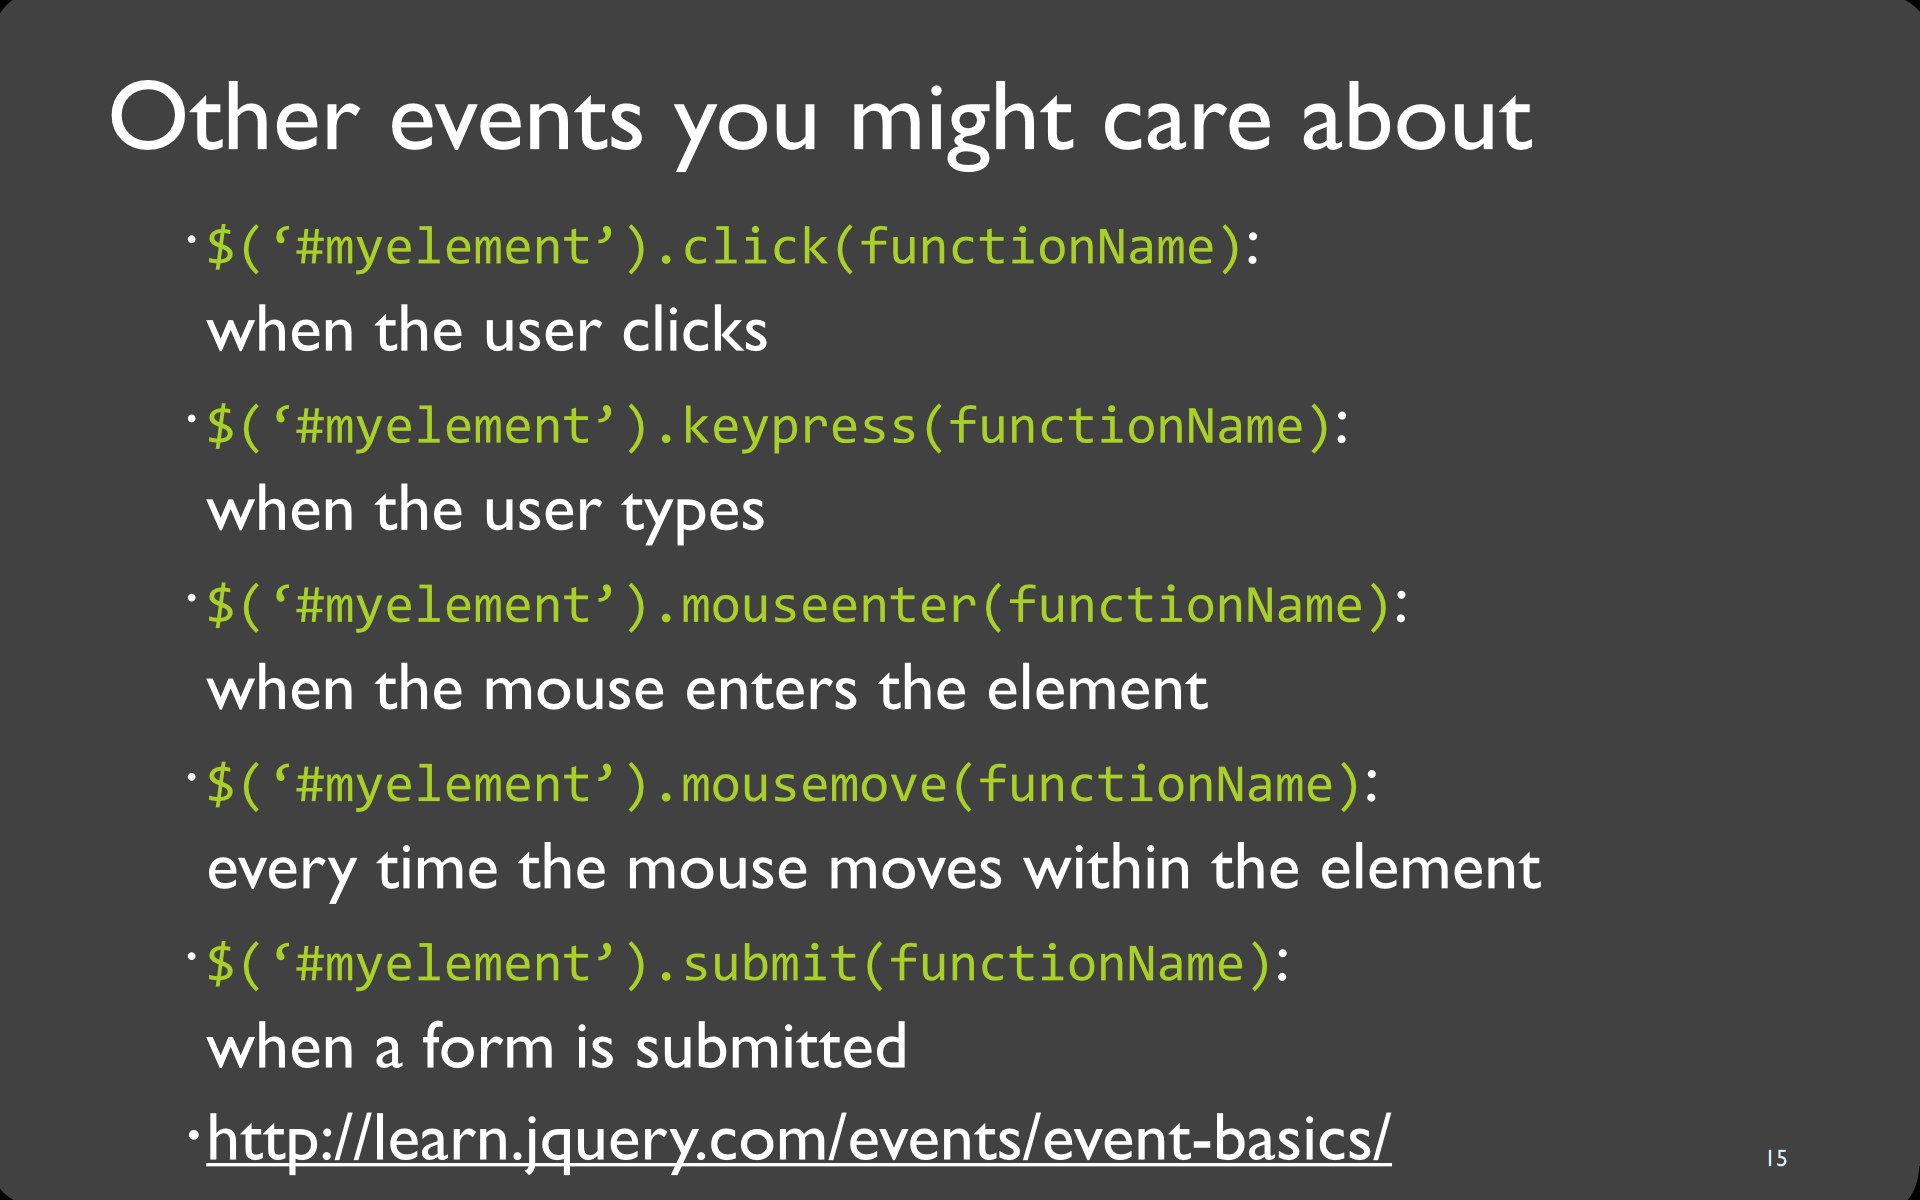 Other events you might care about
·$(‘#myelement’).click(functionName):
when the user clicks
·$(‘#myelement’).keypress(functionName):
when the user types
·$(‘#myelement’).mouseenter(functionName):
when the mouse enters the element
·$(‘#myelement’).mousemove(functionName):
every time the mouse moves within the element
·$(‘#myelement’).submit(functionName):
when a form is submitted
·http://learn.jquery.com/events/event-basics/
15